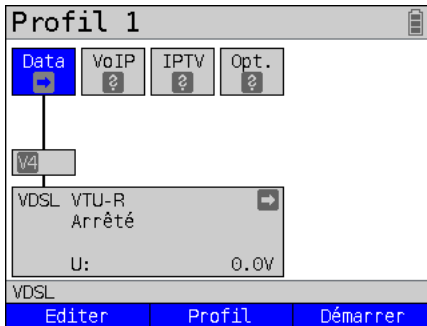 Profil 1
Data VoIP IPTV Opt.
? ? ?
V4
VDSL VTU-R
Arrêté
U: 0.0V
VDSL
Editer Profil Démarrer